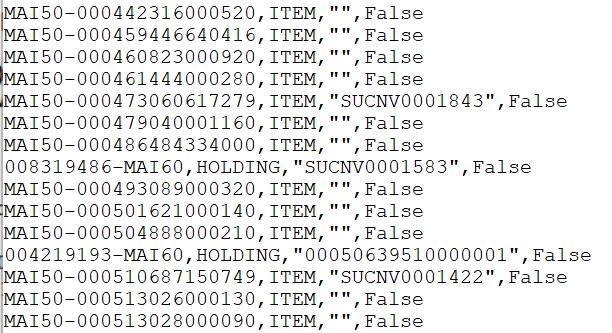 MAI50-000442316000520,ITEM,"",False
MAI50-000459446640416,ITEM,"",False
MAI50-000460823000920,ITEM,"",False
MAI50-000461444000280,ITEM,"",False
MAI50-000473060617279,ITEM,"SUCNV0001843",False
MAI50-000479040001160,ITEM,"",False
MAI50-000486484334000,ITEM,"",False
008319486-MAI60,HOLDING,"SUCNV0001583",False
MAI50-000493089000320,ITEM,"",False
MAI50-000501621000140,ITEM,"",False
MAI50-000504888000210,ITEM,"",False
004219193-MAI60,HOLDING,"00050639510000001",False
MAI50-000510687150749,ITEM,"SUCNV0001422",False
MAI50-000513026000130,ITEM,"",False
MAI50-000513028000090,ITEM,"",False